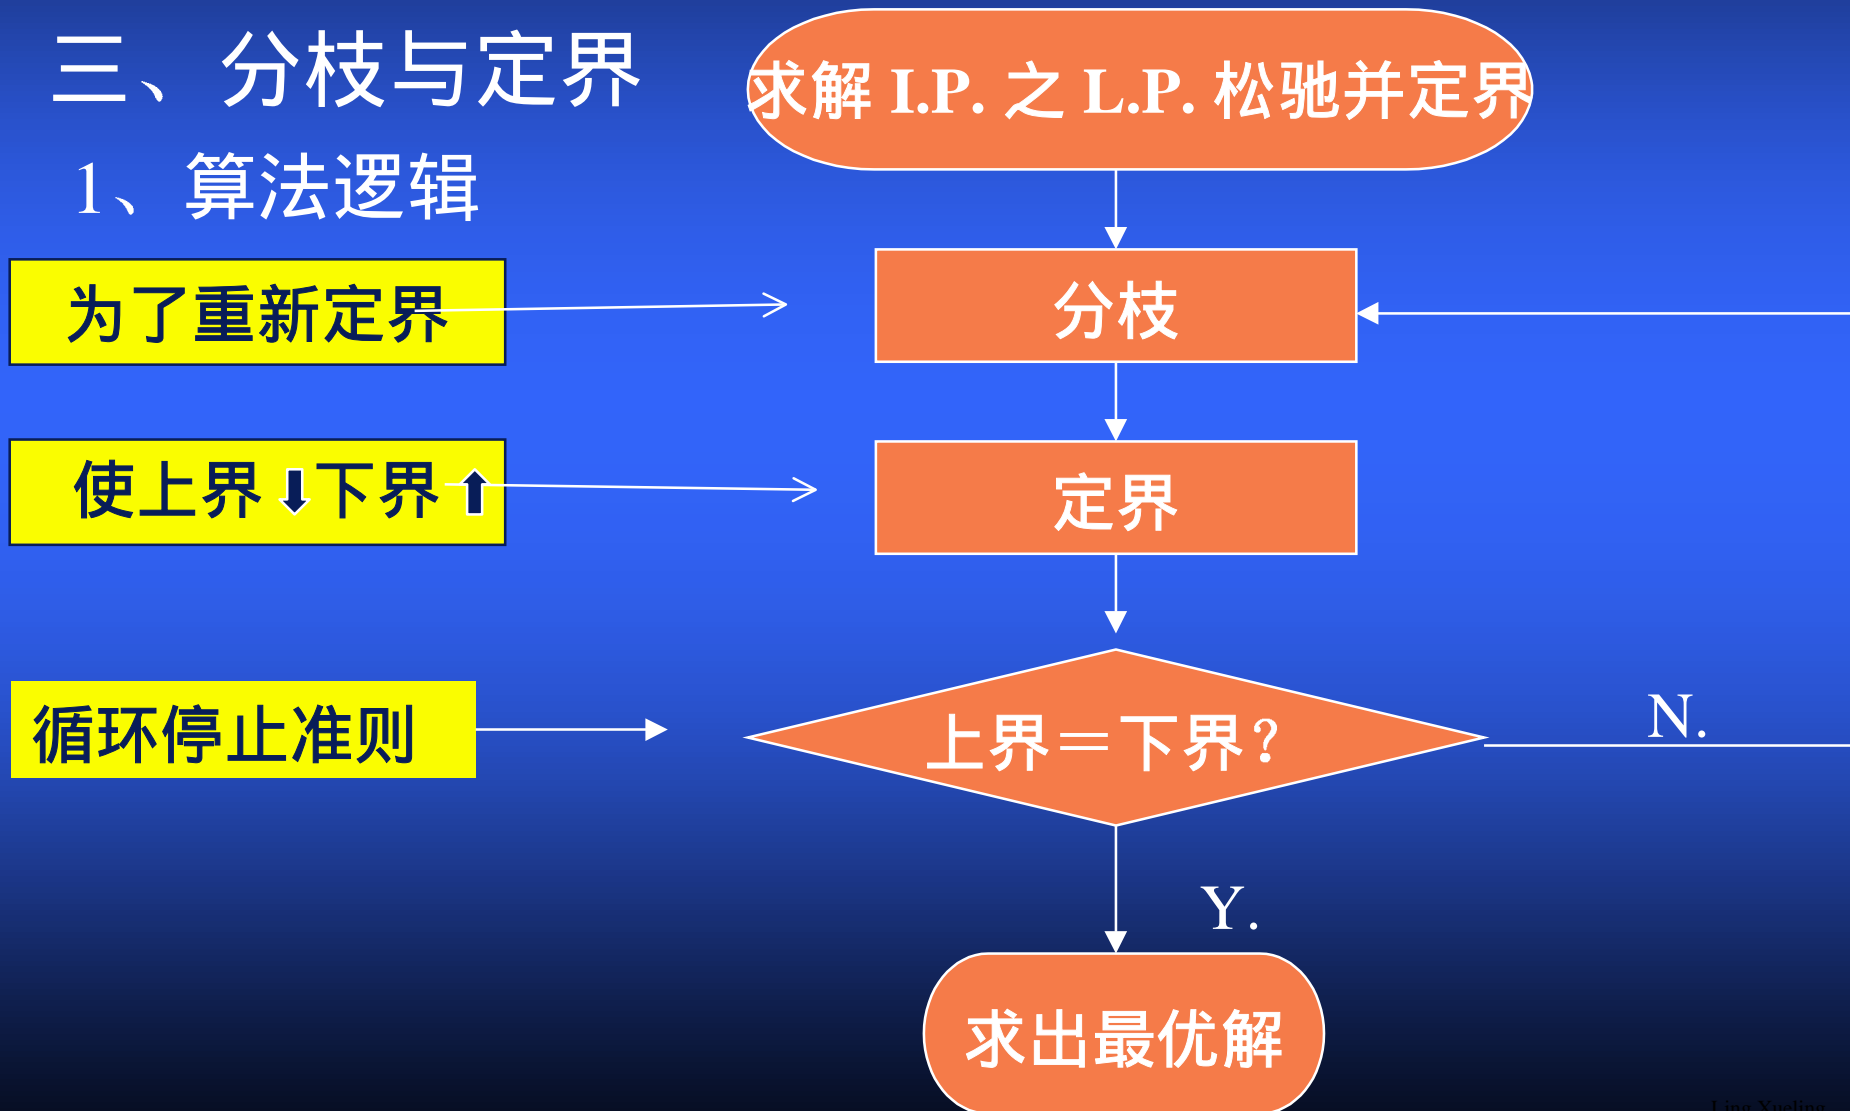 三、分枝与定界
求解 I.P. 之 L.P. 松驰并定界
1、算法逻辑
为了重新定界
分枝
使上界⬇下界⬆
定界
循环停止准则
上界＝下界？
N.
Y.
求出最优解